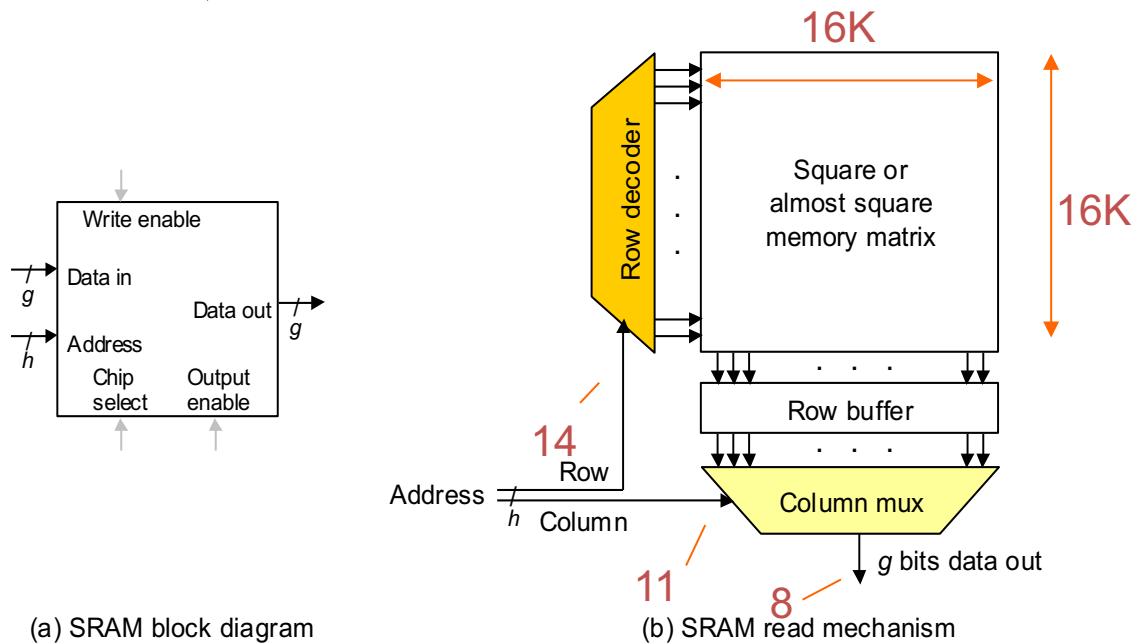 16K
Row decoder
Square or
almost square
memory matrix
16K
Write enable
Data in
g
Data out
g
Address
h
Chip
select
Output
enable
. . .
Row buffer
14
. . .
Row
Address
h
Column
Column mux
11
g bits data out
8
(a) SRAM block diagram
(b) SRAM read mechanism